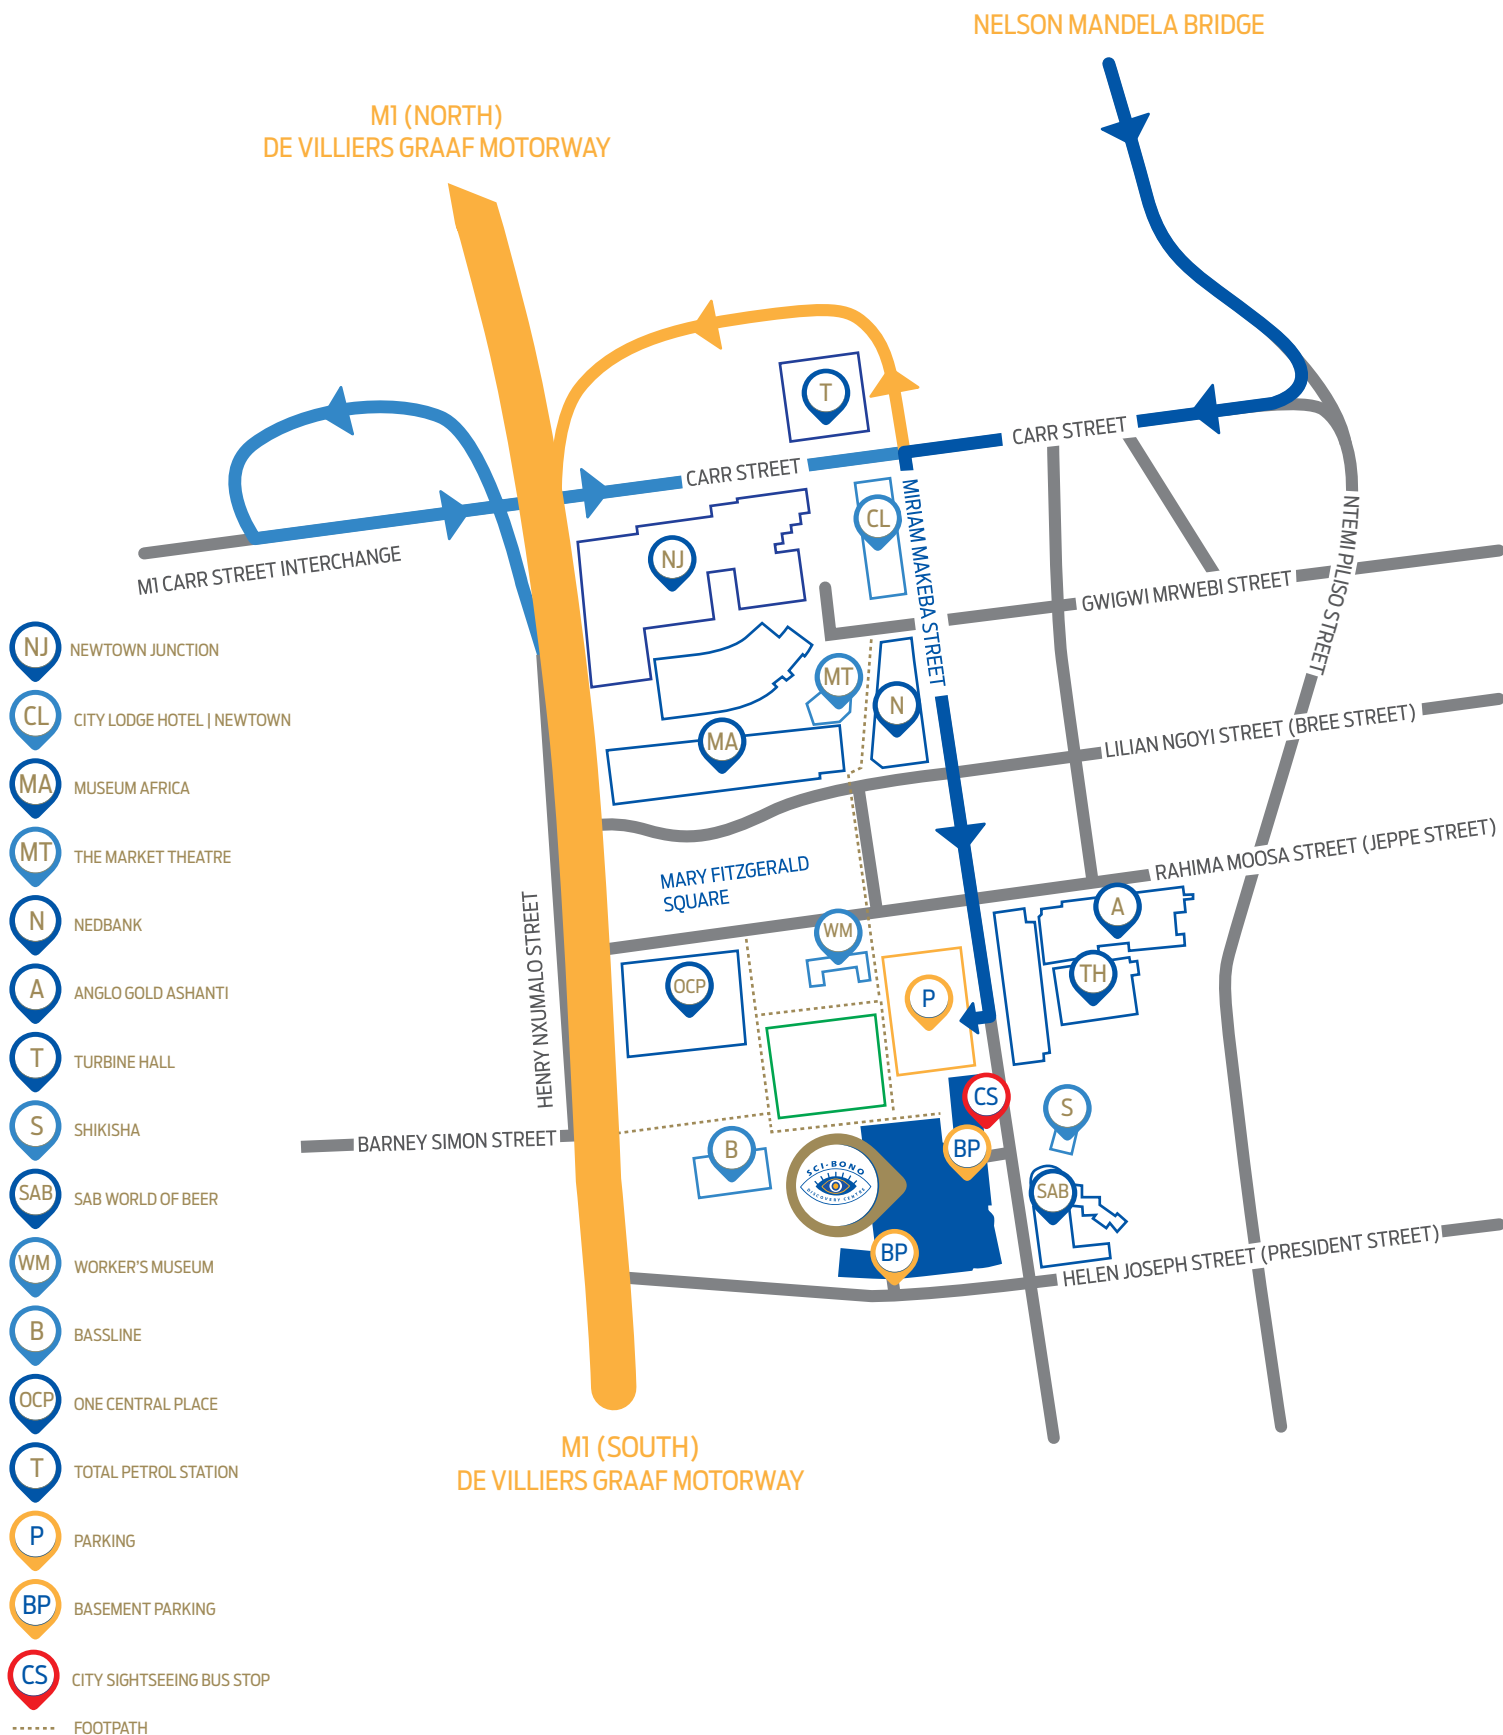 NELSON MANDELA BRIDGE
M1 (NORTH)
DE VILLIERS GRAAF MOTORWAY
T
CARR STREET
CARR STREET
M1 CARR STREET INTERCHANGE
NJ
CL
MIRIAM MAKEBA STREET
NTEMI PILISO STREET
GWIGWI MRWEBI STREET
MT
N
MA
LILIAN NGOYI STREET (BREE STREET)
RAHIMA MOOSA STREET (JEPPE STREET)
MARY FITZGERALD
SQUARE
HENRY NXUMALO STREET
A
WM
TH
OCP
P
CS
S
BARNEY SIMON STREET
B
BP
SCI-BONO
DISCOVERY CENTRE
SAB
BP
HELEN JOSEPH STREET (PRESIDENT STREET)
M1 (SOUTH)
DE VILLIERS GRAAF MOTORWAY
NJ NEWTOWN JUNCTION
CL CITY LODGE HOTEL | NEWTOWN
MA MUSEUM AFRICA
MT THE MARKET THEATRE
N NEDBANK
A ANGLO GOLD ASHANTI
T TURBINE HALL
S SHIKISHA
SAB SAB WORLD OF BEER
WM WORKER'S MUSEUM
B BASSLINE
OCP ONE CENTRAL PLACE
T TOTAL PETROL STATION
P PARKING
BP BASEMENT PARKING
CS CITY SIGHTSEEING BUS STOP
FOOTPATH